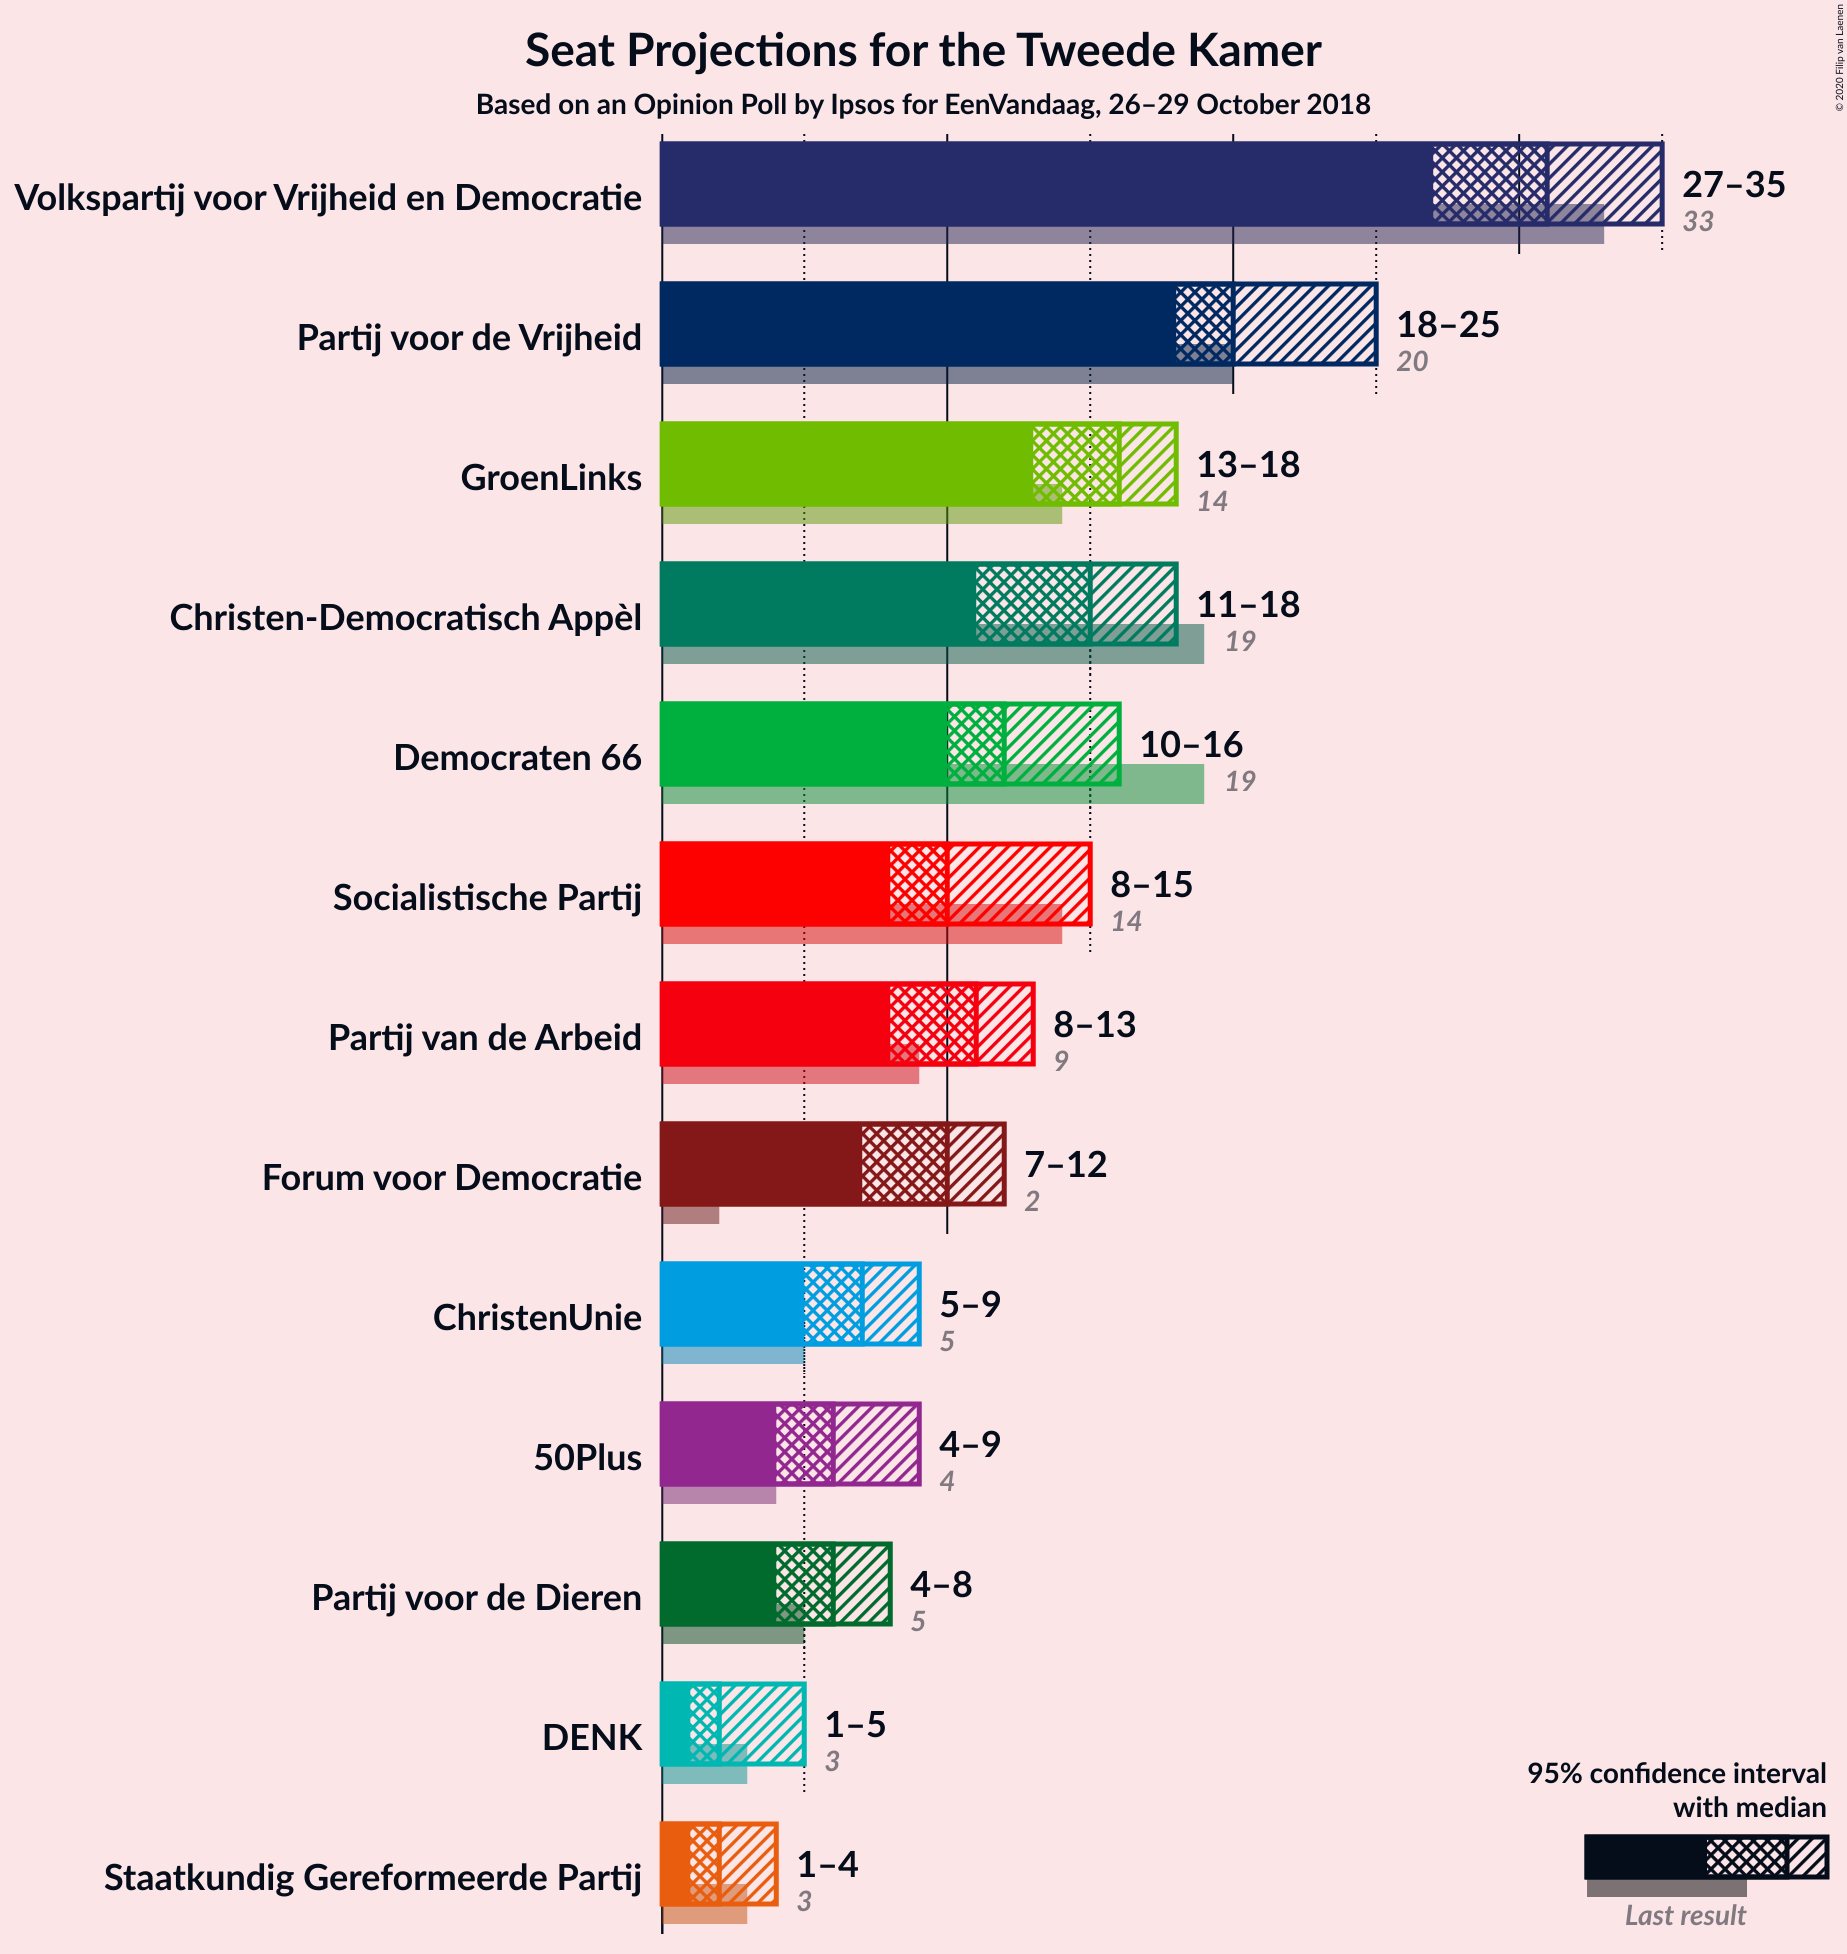 Seat Projections for the Tweede Kamer
Based on an Opinion Poll by Ipsos for EenVandaag, 26–29 October 2018
© 2020 Filip van Laenen
Volkspartij voor Vrijheid en Democratie
27–35
33
Partij voor de Vrijheid
18–25
20
GroenLinks
13–18
14
Christen-Democratisch Appèl
11–18
19
Democraten 66
10–16
19
Socialistische Partij
8–15
14
Partij van de Arbeid
8–13
9
Forum voor Democratie
7–12
2
ChristenUnie
5–9
5
50Plus
4–9
4
Partij voor de Dieren
4–8
5
DENK
1–5
3
Staatkundig Gereformeerde Partij
1–4
3
95% confidence interval
with median
Last result